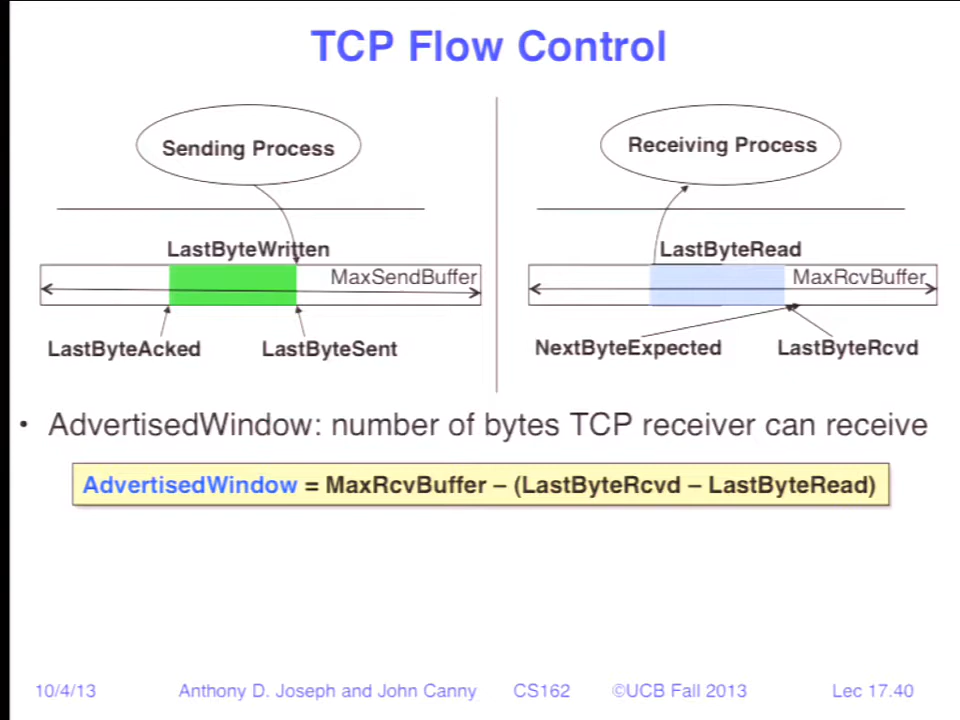 TCP Flow Control
Sending Process
Receiving Process
LastByteWritten
LastByteRead
MaxSendBuffer
MaxRcvBuffer
LastByteAcked
LastByteSent
NextByteExpected
LastByteRcvd
• AdvertisedWindow: number of bytes TCP receiver can receive
AdvertisedWindow = MaxRcvBuffer – (LastByteRcvd – LastByteRead)
10/4/13 Anthony D. Joseph and John Canny CS162 ©UCB Fall 2013 Lec 17.40